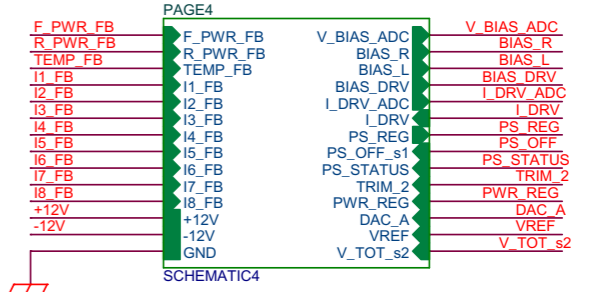 PAGE4
F_PWR_FB F_PWR_FB V_BIAS_ADC V_BIAS_ADC
R_PWR_FB R_PWR_FB BIAS_R BIAS_R
TEMP_FB TEMP_FB BIAS_L BIAS_L
I1_FB I1_FB BIAS_DRV BIAS_DRV
I2_FB I2_FB I_DRV_ADC I_DRV_ADC
I3_FB I3_FB I_DRV I_DRV
I4_FB I4_FB PS_REG PS_REG
I5_FB I5_FB PS_OFF_s1 PS_OFF
I6_FB I6_FB PS_STATUS PS_STATUS
I7_FB I7_FB TRIM_2 TRIM_2
I8_FB I8_FB PWR_REG PWR_REG
+12V +12V DAC_A DAC_A
-12V -12V VREF VREF
GND V_TOT_s2 V_TOT_s2
SCHEMATIC4